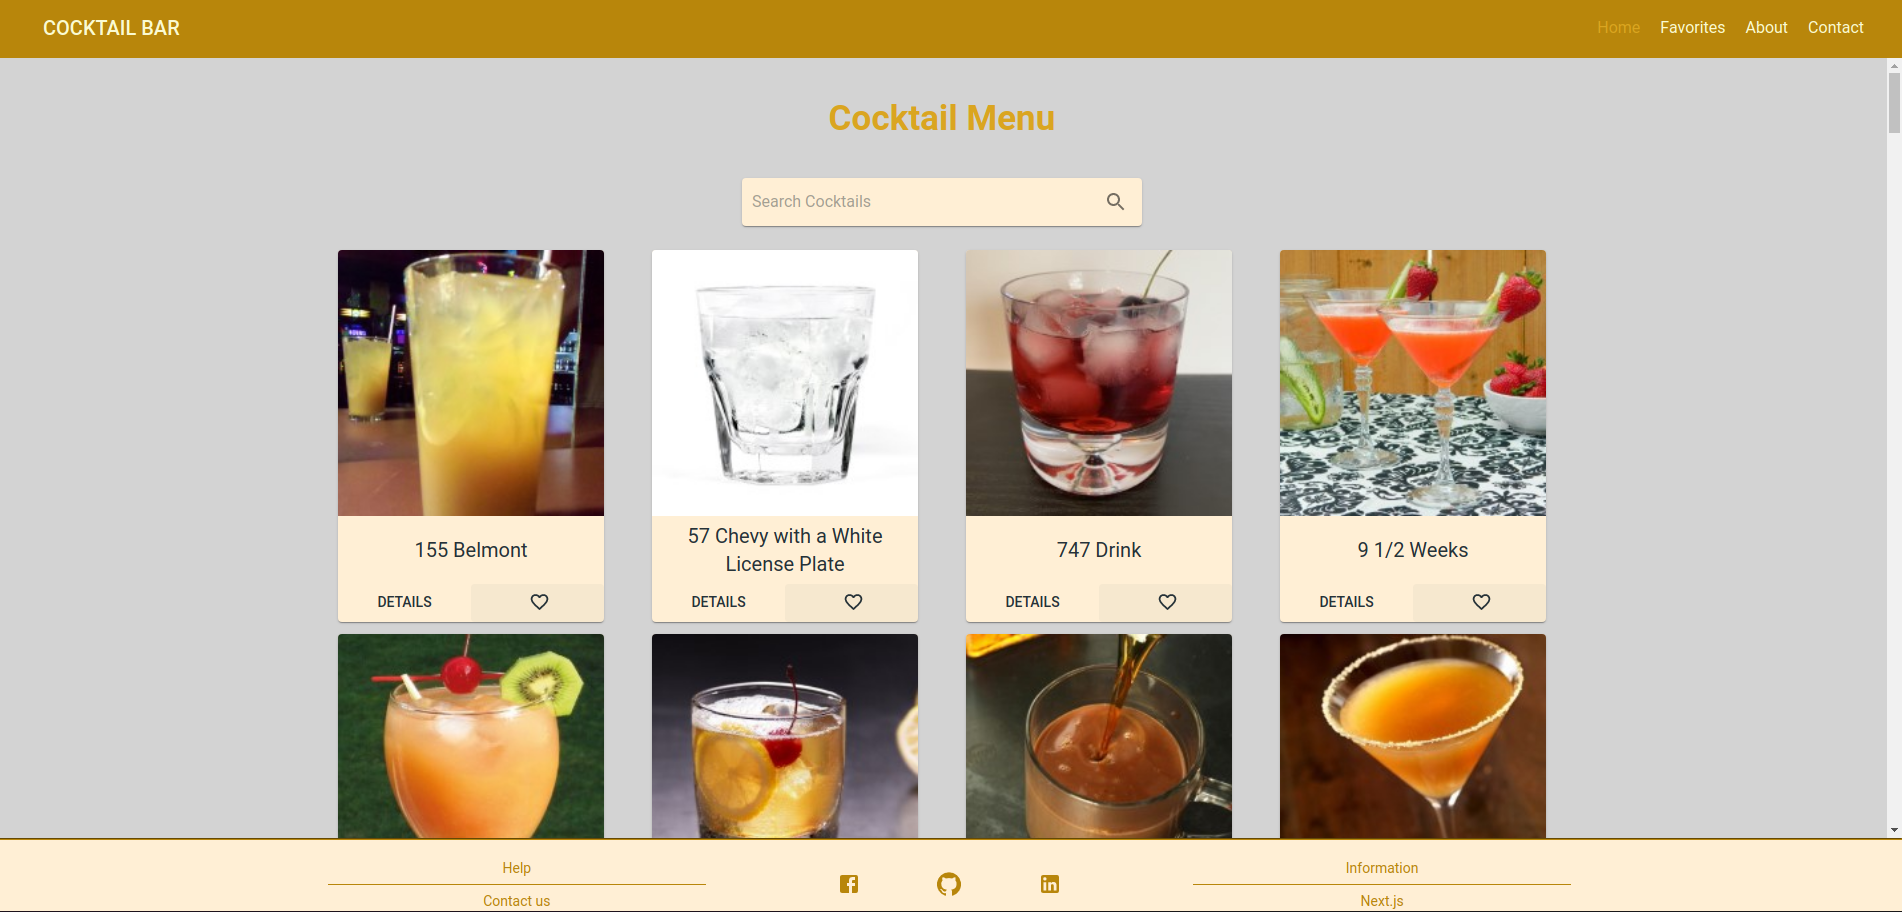 COCKTAIL BAR
Home Favorites About Contact
Cocktail Menu
Search Cocktails
155 Belmont
57 Chevy with a White
License Plate
747 Drink
9 1/2 Weeks
DETAILS
DETAILS
DETAILS
DETAILS
Help
Contact us
Information
Next.js